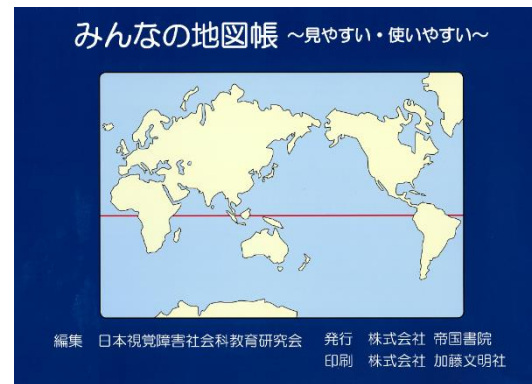 みんなの地図帳 ～見やすい・使いやすい～
編集 日本視覚障害社会科教育研究会
発行 株式会社 帝国書院
印刷 株式会社 加藤文明社